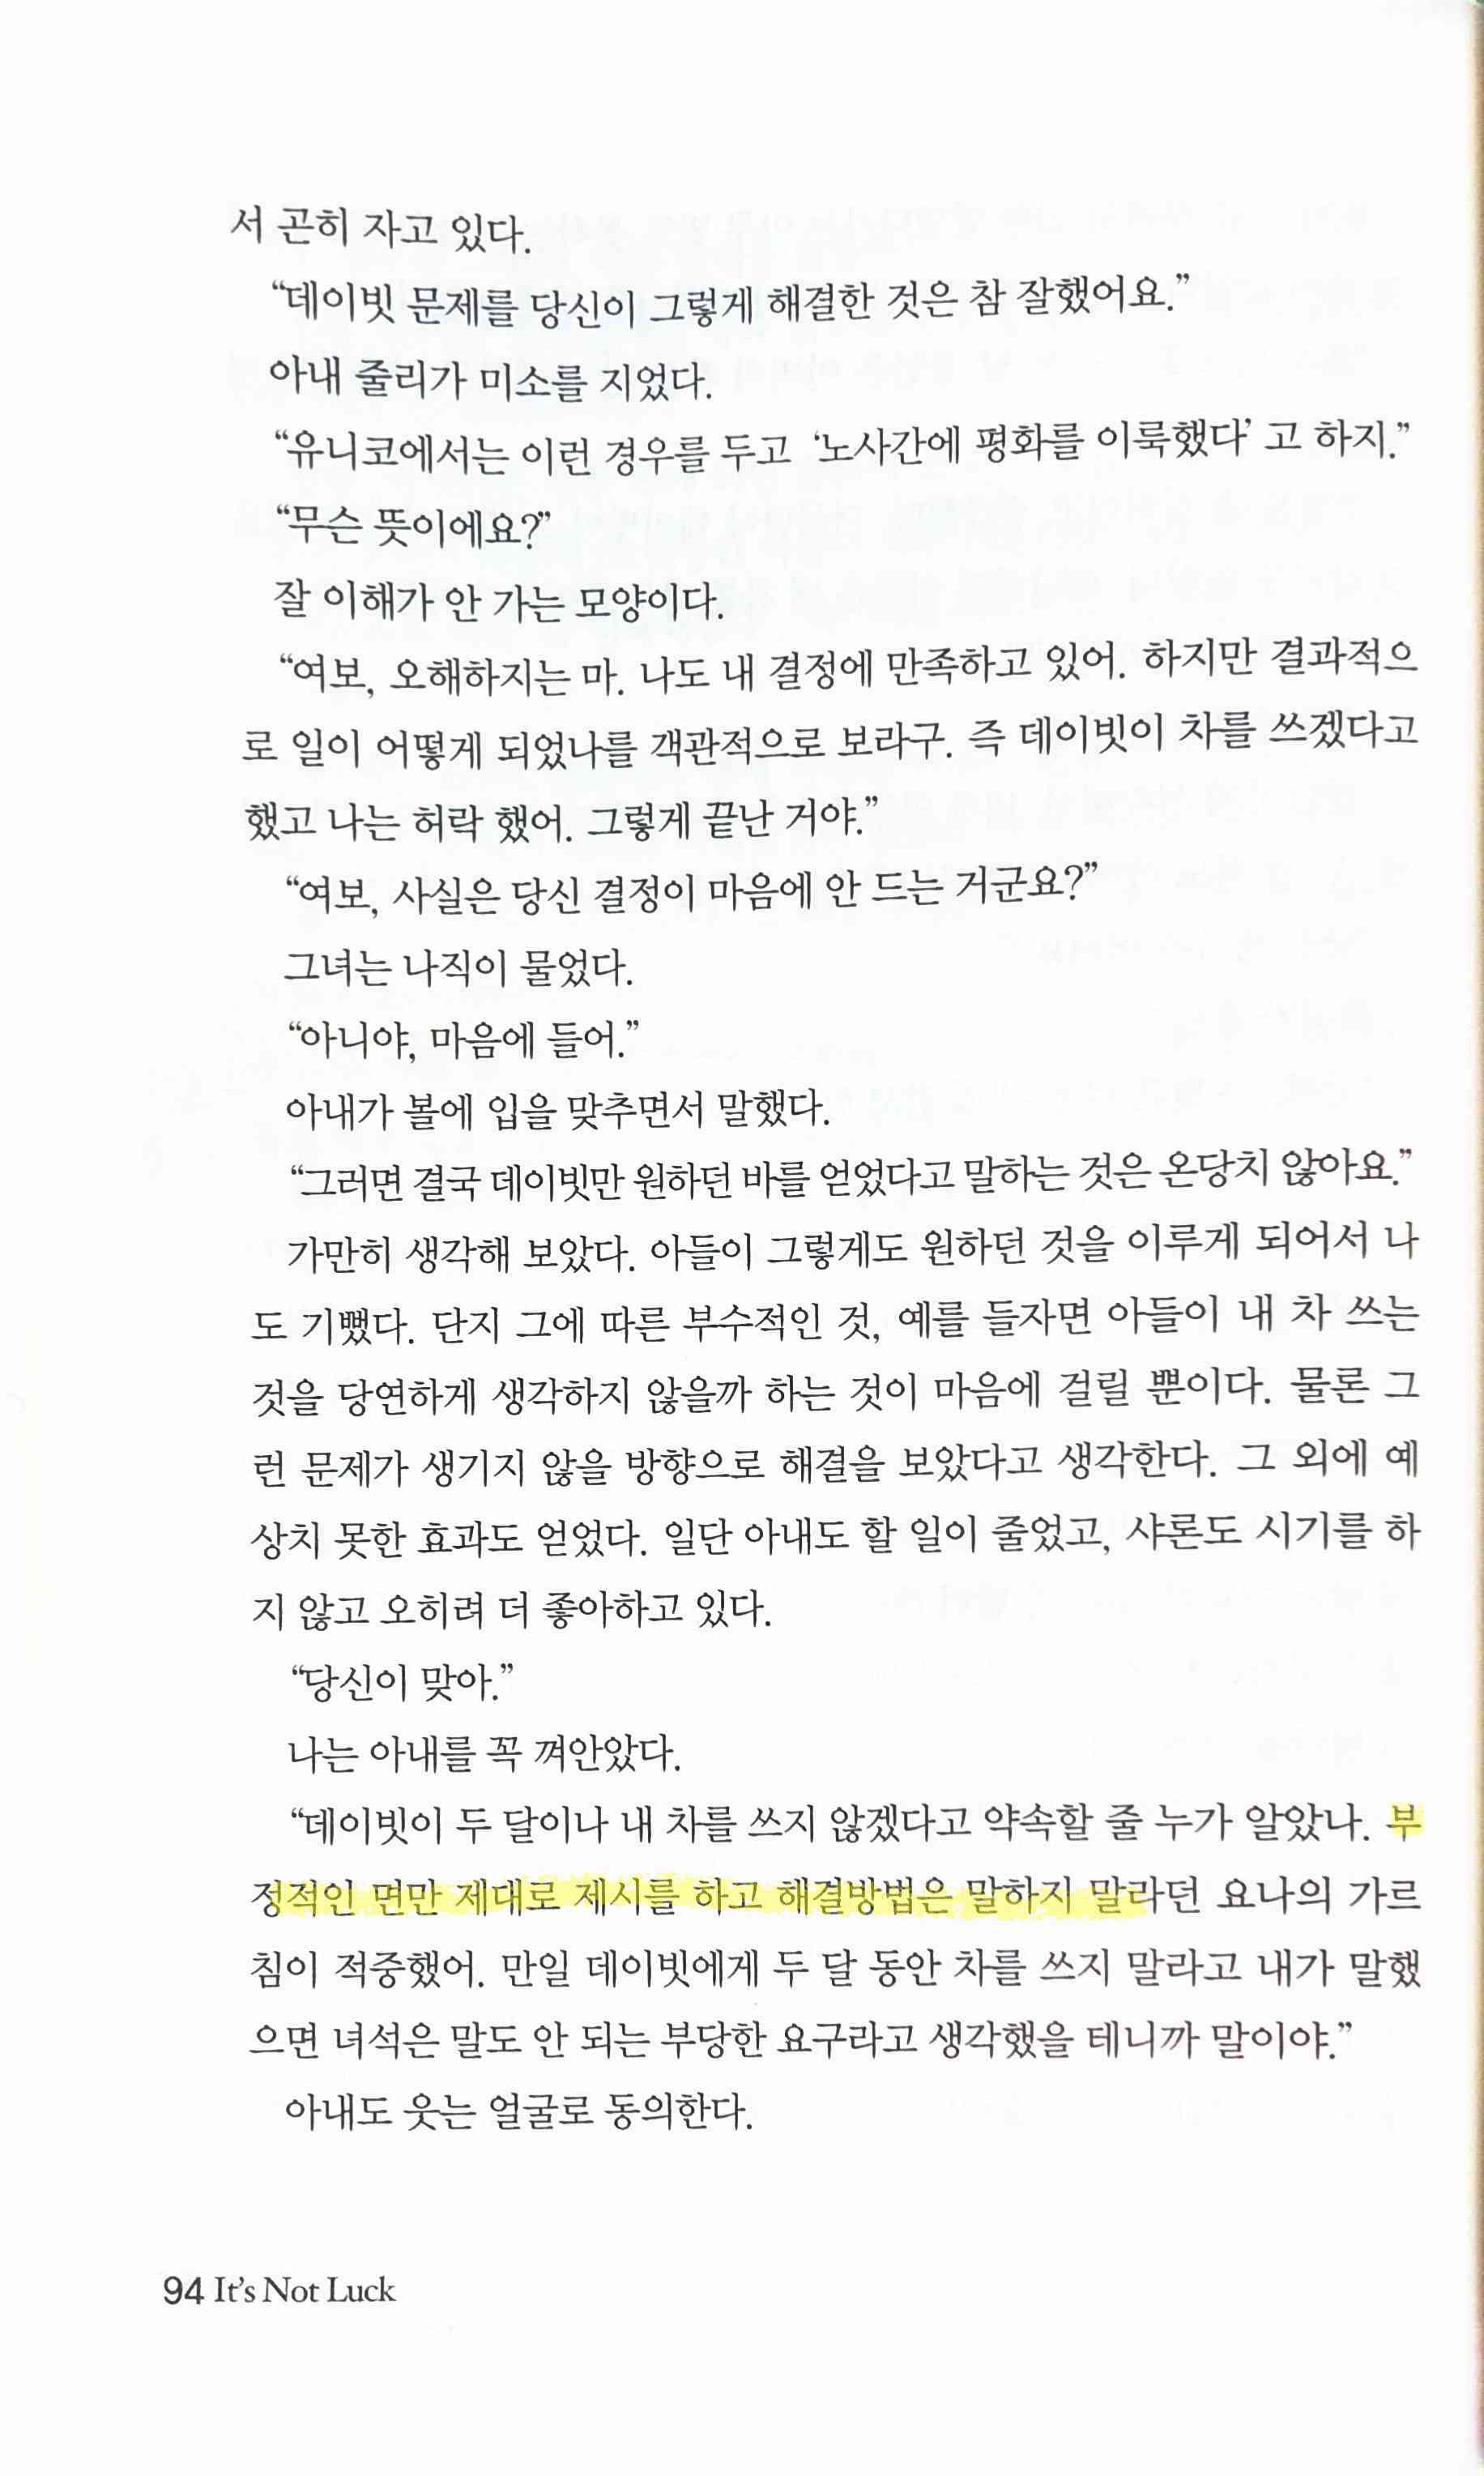 서 곤히 자고 있다.
“데이빗 문제를 당신이 그렇게 해결한 것은 참 잘했어요.”
아내 줄리가 미소를 지었다.
“유니코에서는 이런 경우를 두고 ‘노사간에 평화를 이룩했다’ 고 하지.”
“무슨 뜻이에요?”
잘 이해가 안 가는 모양이다.
“여보, 오해하지는 마. 나도 내 결정에 만족하고 있어. 하지만 결과적으
로 일이 어떻게 되었나를 객관적으로 보라구. 즉 데이빗이 차를 쓰겠다고
했고 나는 허락 했어. 그렇게 끝난 거야.”
“여보, 사실은 당신 결정이 마음에 안 드는 거군요?”
그녀는 나직이 물었다.
“아니야, 마음에 들어.”
아내가 볼에 입을 맞추면서 말했다.
“그러면 결국 데이빗만 원하던 바를 얻었다고 말하는 것은 온당치 않아요.”
가만히 생각해 보았다. 아들이 그렇게도 원하던 것을 이루게 되어서 나
도 기뻤다. 단지 그에 따른 부수적인 것, 예를 들자면 아들이 내 차 쓰는
것을 당연하게 생각하지 않을까 하는 것이 마음에 걸릴 뿐이다. 물론 그
런 문제가 생기지 않을 방향으로 해결을 보았다고 생각한다. 그 외에 예
상치 못한 효과도 얻었다. 일단 아내도 할 일이 줄었고, 샤론도 시기를 하
지 않고 오히려 더 좋아하고 있다.
“당신이 맞아.”
나는 아내를 꼭 껴안았다.
“데이빗이 두 달이나 내 차를 쓰지 않겠다고 약속할 줄 누가 알았나. 부
정적인 면만 제대로 제시를 하고 해결방법은 말하지 말라던 요나의 가르
침이 적중했어. 만일 데이빗에게 두 달 동안 차를 쓰지 말라고 내가 말했
으면 녀석은 말도 안 되는 부당한 요구라고 생각했을 테니까 말이야.”
아내도 웃는 얼굴로 동의한다.
94 It’s Not Luck